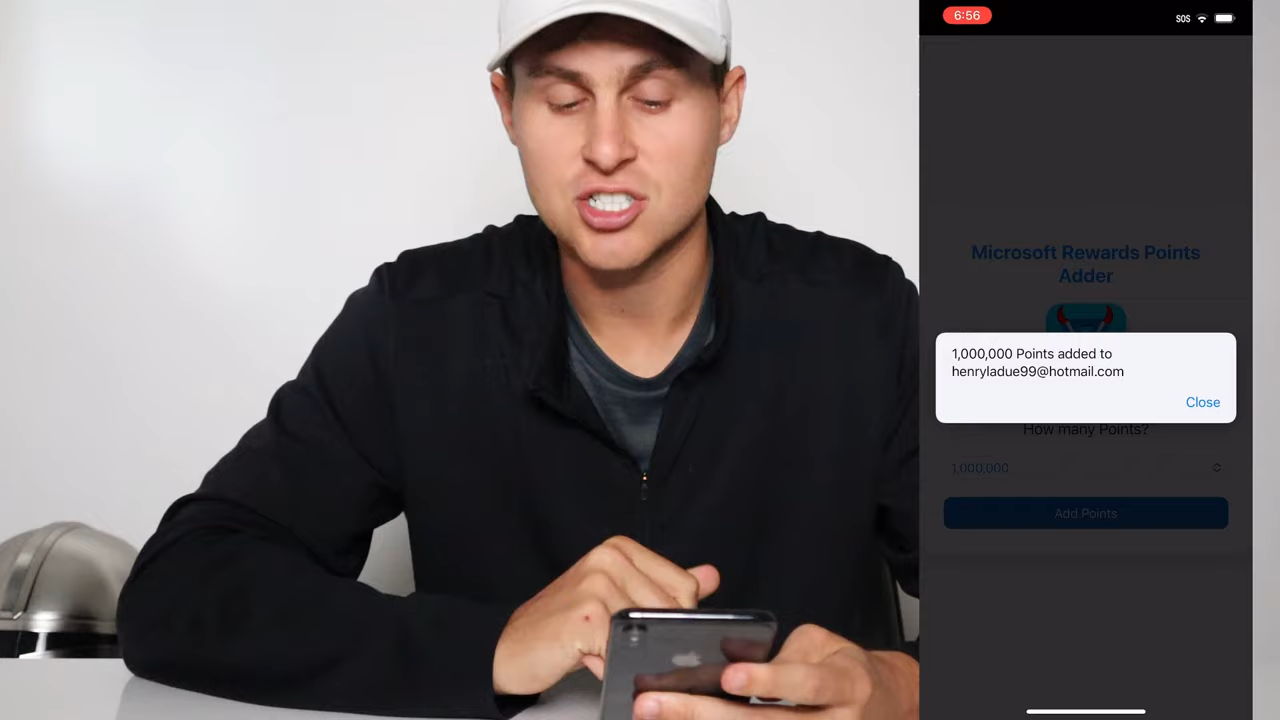 6:56
SOS
Microsoft Rewards Points
Adder
1,000,000 Points added to
henryladue99@hotmail.com
Close
How many Points?
1,000,000
Add Points